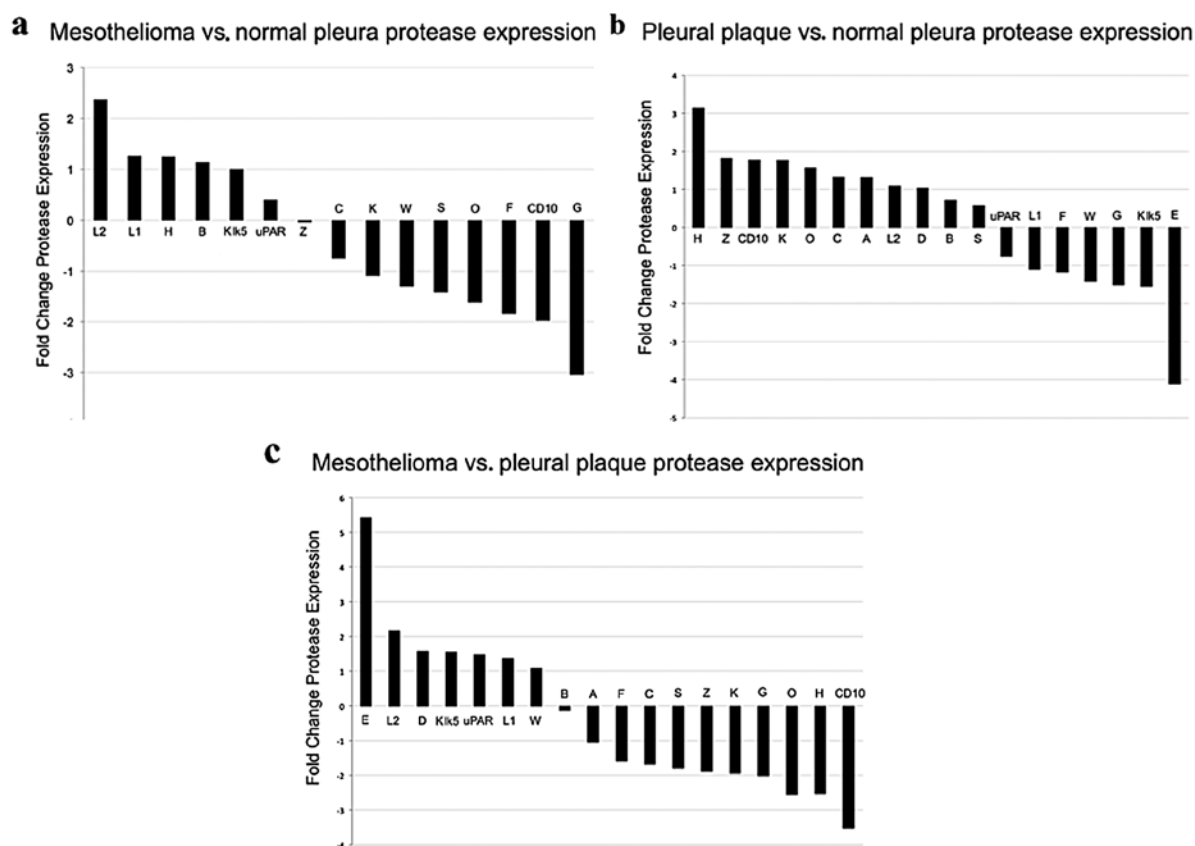 a Mesothelioma vs. normal pleura protease expression
Fold Change Protease Expression
3
2
1
0
-1
-2
-3
C K W S O F CD10 G
L2 L1 H B Klk5 uPAR Z
b Pleural plaque vs. normal pleura protease expression
Fold Change Protease Expression
4
3
2
1
0
-1
-2
-3
-4
-5
uPAR L1 F W G Klk5 E
H Z CD10 K O C A L2 D B S
c Mesothelioma vs. pleural plaque protease expression
Fold Change Protease Expression
6
5
4
3
2
1
0
-1
-2
-3
-4
B A F C S Z K G O H CD10
E L2 D Klk5 uPAR L1 W